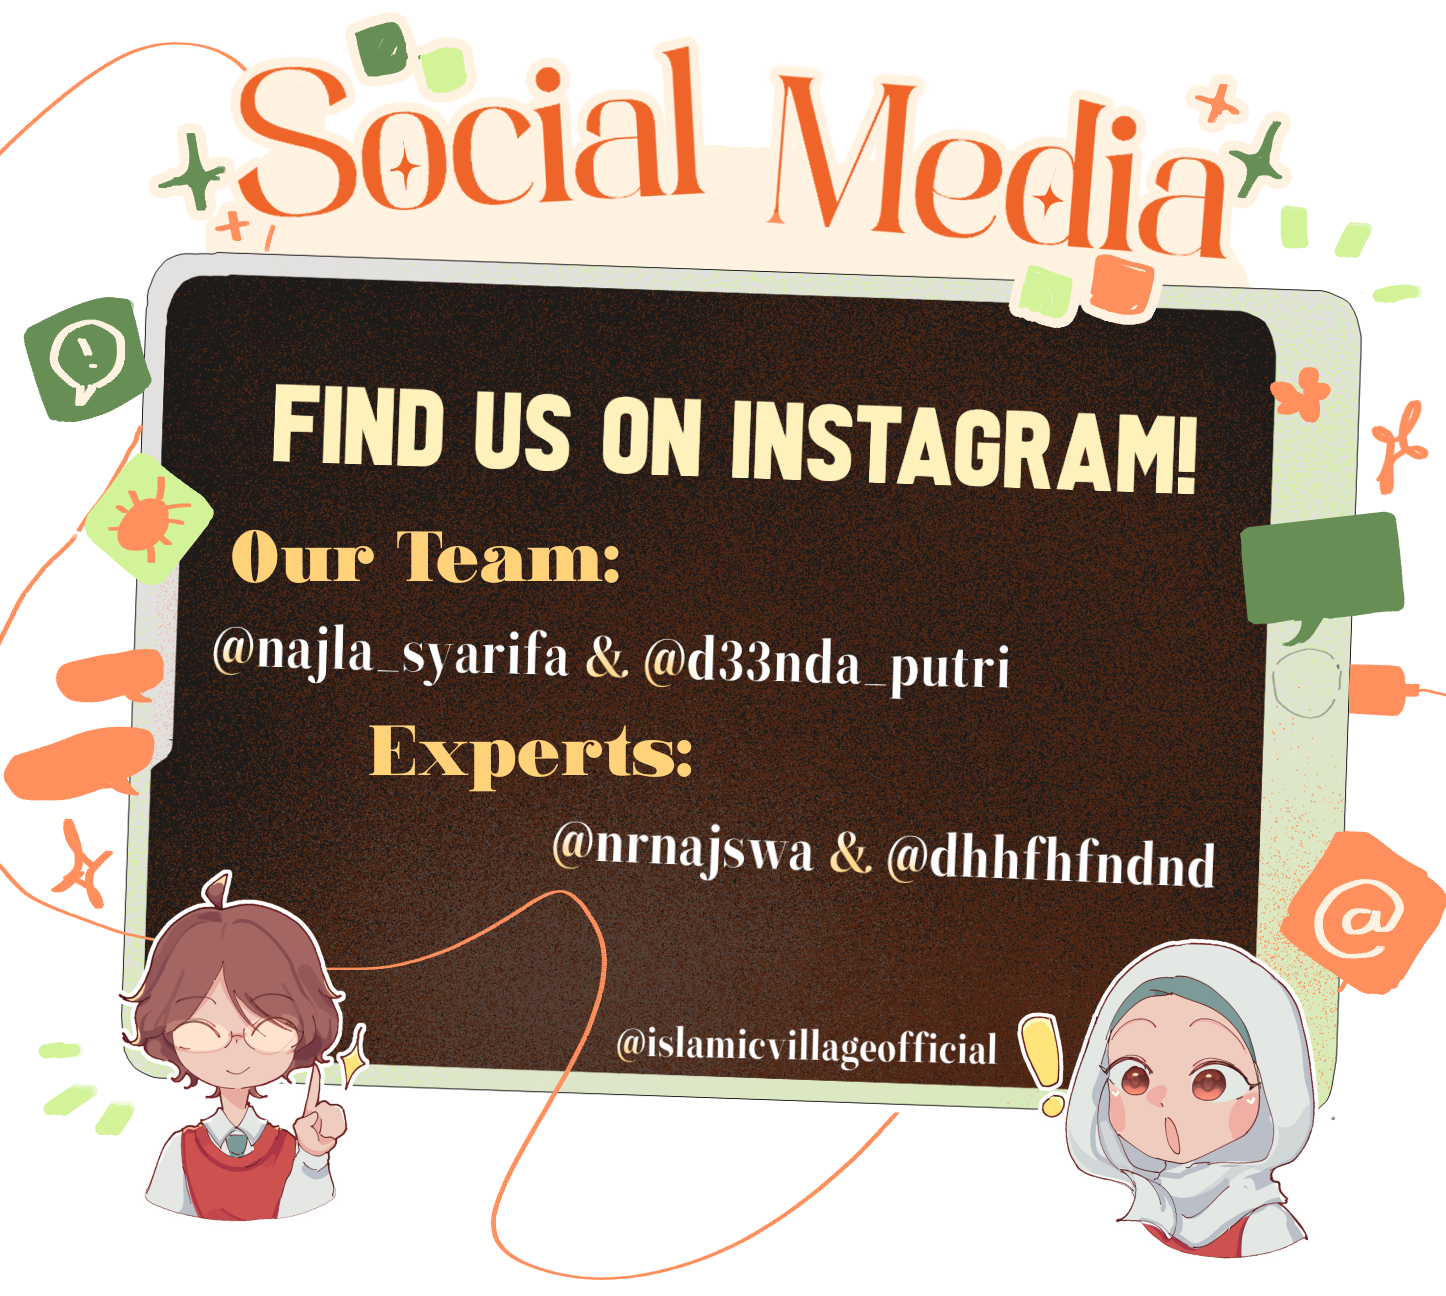 Social Media
FIND US ON INSTAGRAM!
Our Team:
@najla_syarifa & @d33nda_putri
Experts:
@nrnajswa & @dhhfhfndnd
@islamicvillageofficial
!
@